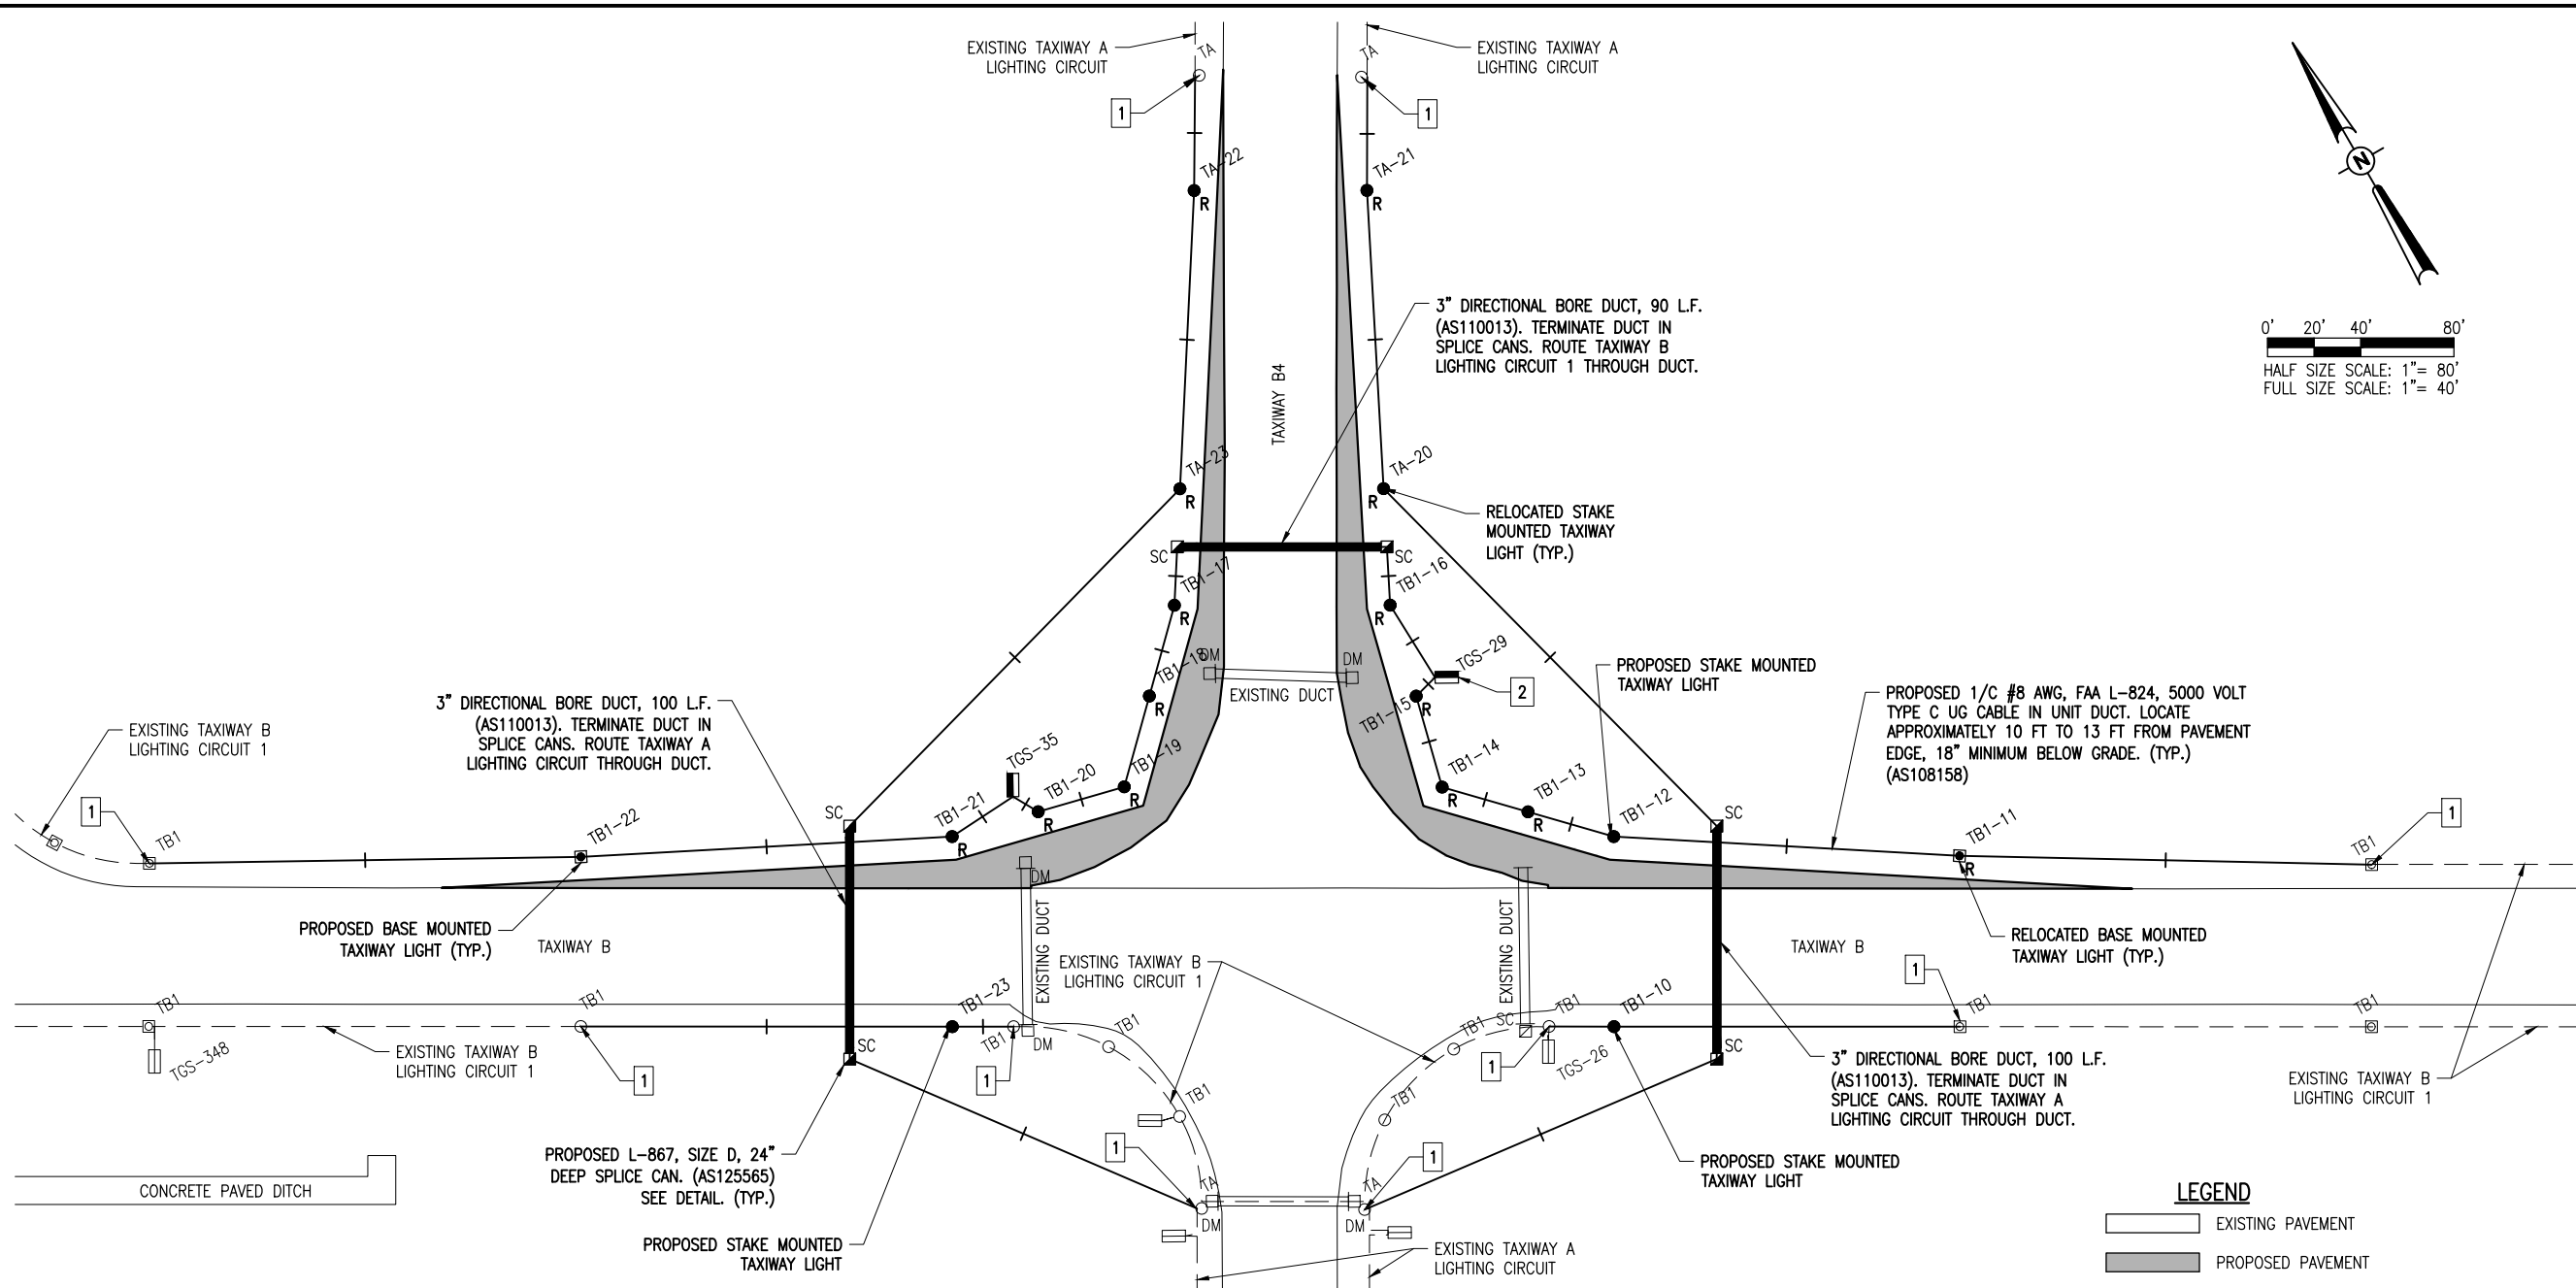 EXISTING TAXIWAY A
LIGHTING CIRCUIT
TA
1
TA
EXISTING TAXIWAY A
LIGHTING CIRCUIT
1
N
TA-22
R
TA-21
R
0' 20' 40' 80'
HALF SIZE SCALE: 1"= 80'
FULL SIZE SCALE: 1"= 40'
3" DIRECTIONAL BORE DUCT, 90 L.F.
(AS110013). TERMINATE DUCT IN
SPLICE CANS. ROUTE TAXIWAY B
LIGHTING CIRCUIT 1 THROUGH DUCT.
TAXIWAY B4
TA-23
R
TA-20
R
RELOCATED STAKE
MOUNTED TAXIWAY
LIGHT (TYP.)
SC
SC
TB1-17
R
TB1-16
R
DM
DM
EXISTING DUCT
TB1-18
R
TGS-29
2
TB1-15
R
PROPOSED STAKE MOUNTED
TAXIWAY LIGHT
PROPOSED 1/C #8 AWG, FAA L-824, 5000 VOLT
TYPE C UG CABLE IN UNIT DUCT. LOCATE
APPROXIMATELY 10 FT TO 13 FT FROM PAVEMENT
EDGE, 18" MINIMUM BELOW GRADE. (TYP.)
(AS108158)
3" DIRECTIONAL BORE DUCT, 100 L.F.
(AS110013). TERMINATE DUCT IN
SPLICE CANS. ROUTE TAXIWAY A
LIGHTING CIRCUIT THROUGH DUCT.
EXISTING TAXIWAY B
LIGHTING CIRCUIT 1
1
TB1
TB1-22
SC
TB1-21
R
TGS-35
TB1-20
R
TB1-19
R
TB1-14
R
TB1-13
R
TB1-12
SC
TB1-11
R
TB1
1
PROPOSED BASE MOUNTED
TAXIWAY LIGHT (TYP.)
TAXIWAY B
DM
EXISTING DUCT
EXISTING TAXIWAY B
LIGHTING CIRCUIT 1
EXISTING DUCT
TAXIWAY B
RELOCATED BASE MOUNTED
TAXIWAY LIGHT (TYP.)
1
TB1
TGS-348
EXISTING TAXIWAY B
LIGHTING CIRCUIT 1
TB1
1
SC
TB1-23
TB1
1
DM
TB1
TB1
TB1
TB1
SC
TB1
1
TGS-26
TB1-10
SC
TB1
TB1
3" DIRECTIONAL BORE DUCT, 100 L.F.
(AS110013). TERMINATE DUCT IN
SPLICE CANS. ROUTE TAXIWAY A
LIGHTING CIRCUIT THROUGH DUCT.
EXISTING TAXIWAY B
LIGHTING CIRCUIT 1
CONCRETE PAVED DITCH
PROPOSED L-867, SIZE D, 24"
DEEP SPLICE CAN. (AS125565)
SEE DETAIL. (TYP.)
PROPOSED STAKE MOUNTED
TAXIWAY LIGHT
1
TA
DM
TA
DM
1
PROPOSED STAKE MOUNTED
TAXIWAY LIGHT
EXISTING TAXIWAY A
LIGHTING CIRCUIT
LEGEND
EXISTING PAVEMENT
PROPOSED PAVEMENT